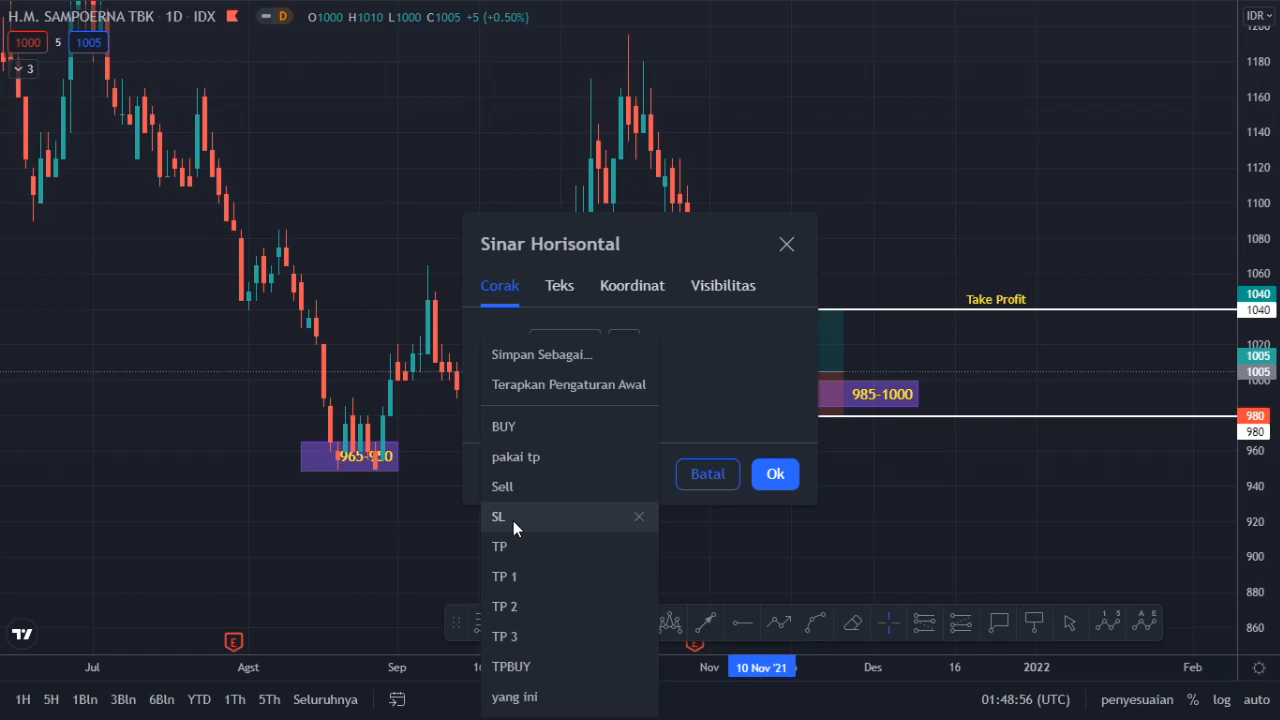 H.M. SAMPOERNA TBK · 1D · IDX D O1000 H1010 L1000 C1005 +5 (+0.50%) IDR
1000 5 1005
3
1200
1180
1160
1140
1120
1100
1080
1060
1040
1040
1020
1005
1005
1000
980
980
960
940
920
900
880
860
Sinar Horisontal
Corak Teks Koordinat Visibilitas
Take Profit
985-1000
965-950
Simpan Sebagai...
Terapkan Pengaturan Awal
BUY
pakai tp
Sell
SL
TP
TP 1
TP 2
TP 3
TPBUY
yang ini
Batal Ok
E E
Jul Agst Sep 16 Nov 10 Nov '21 Des 16 2022 Feb
1H 5H 1Bln 3Bln 6Bln YTD 1Th 5Th Seluruhnya 01:48:56 (UTC) penyesuaian % log auto